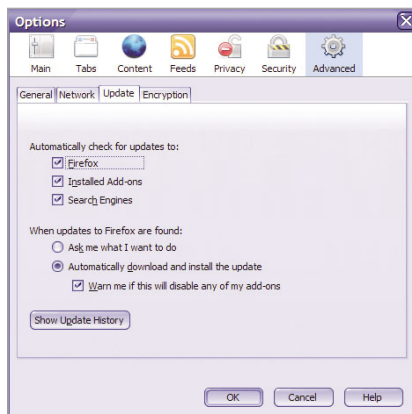 Options
Main Tabs Content Feeds Privacy Security Advanced
General Network Update Encryption
Automatically check for updates to:
Firefox
Installed Add-ons
Search Engines
When updates to Firefox are found:
Ask me what I want to do
Automatically download and install the update
Warn me if this will disable any of my add-ons
Show Update History
OK Cancel Help